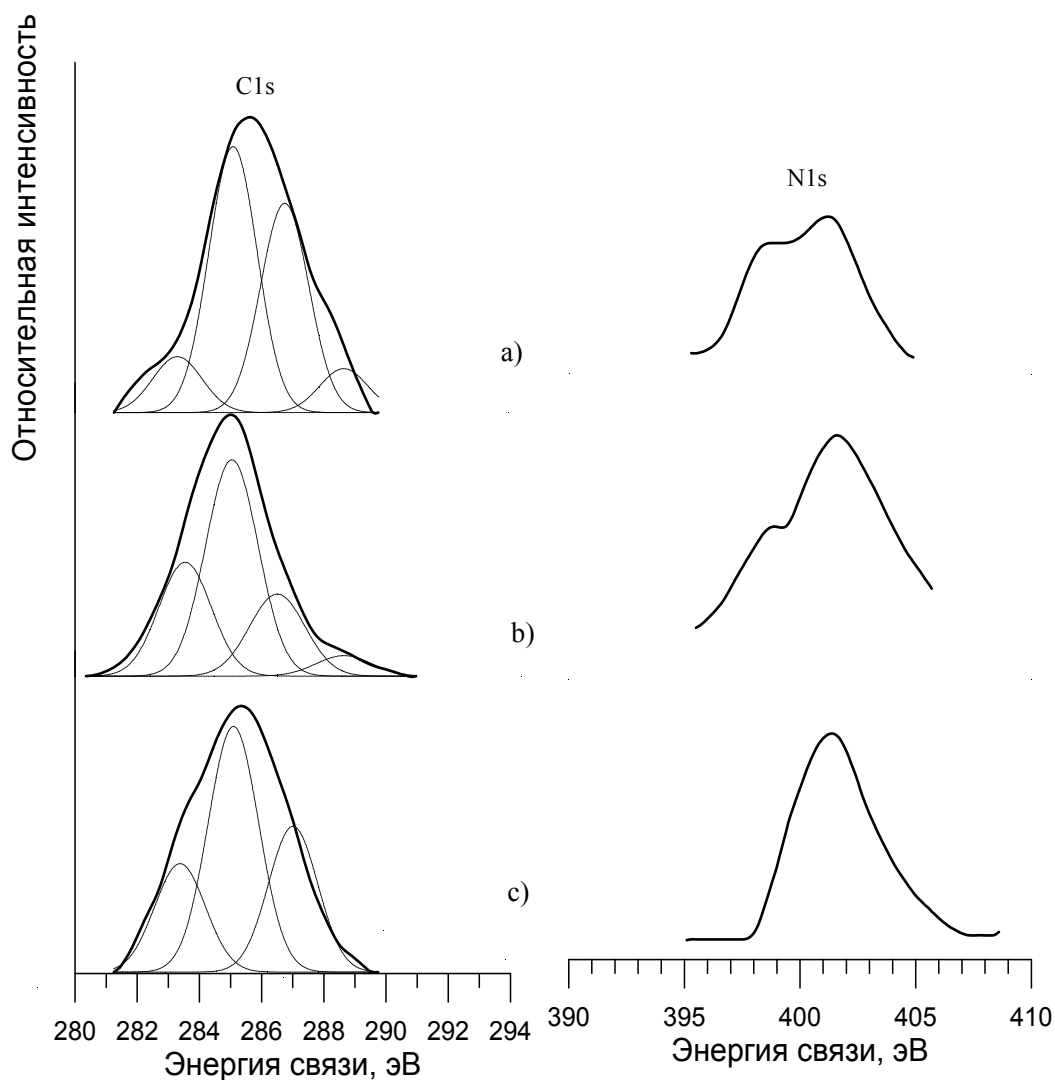 Относительная интенсивность
C1s
N1s
a)
b)
c)
280 282 284 286 288 290 292 294
Энергия связи, эВ
390 395 400 405 410
Энергия связи, эВ